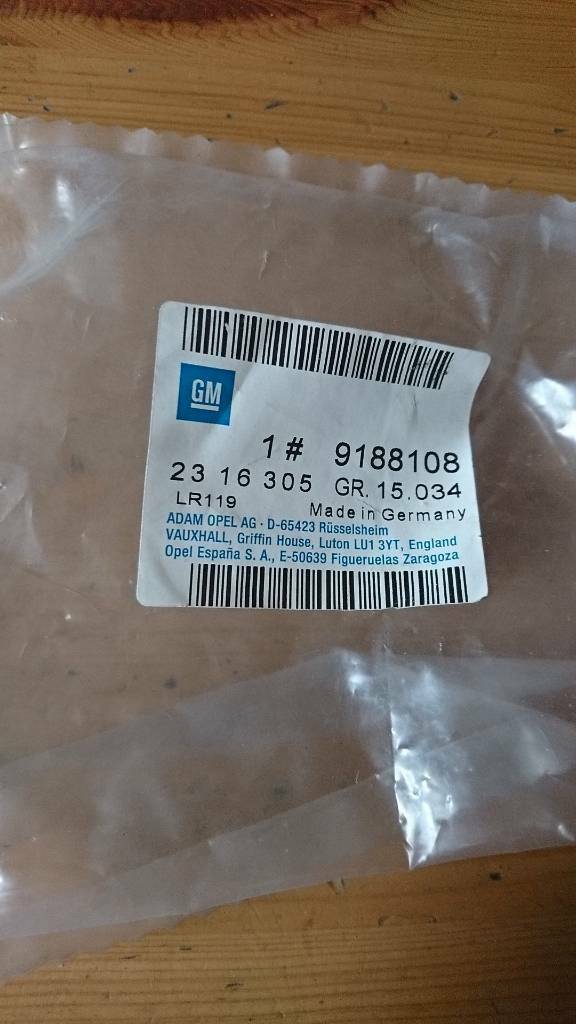 GM
1# 9188108
23 16 305 GR. 15.034
LR119 Made in Germany
ADAM OPEL AG · D-65423 Rüsselsheim
VAUXHALL, Griffin House, Luton LU1 3YT, England
Opel España S. A., E-50639 Figueruelas Zaragoza